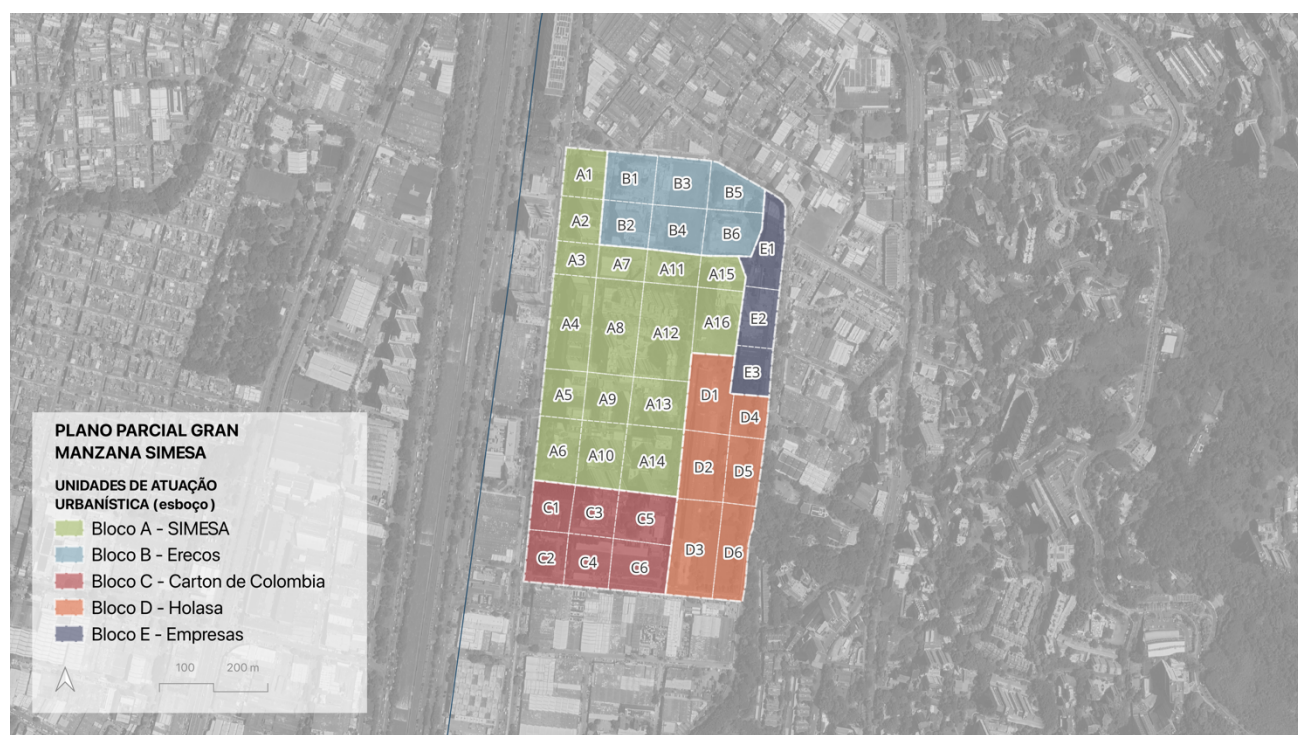 A1
B1
B3
B5
A2
B2
B4
B6
E1
A3
A7
A11
A15
A4
A8
A12
A16
E2
E3
A5
A9
A13
D1
D4
A6
A10
A14
D2
D5
C1
C3
C5
C2
C4
C6
D3
D6
PLANO PARCIAL GRAN
MANZANA SIMESA
UNIDADES DE ATUAÇÃO
URBANÍSTICA (esboço)
Bloco A - SIMESA
Bloco B - Erecos
Bloco C - Carton de Colombia
Bloco D - Holasa
Bloco E - Empresas
100 200 m